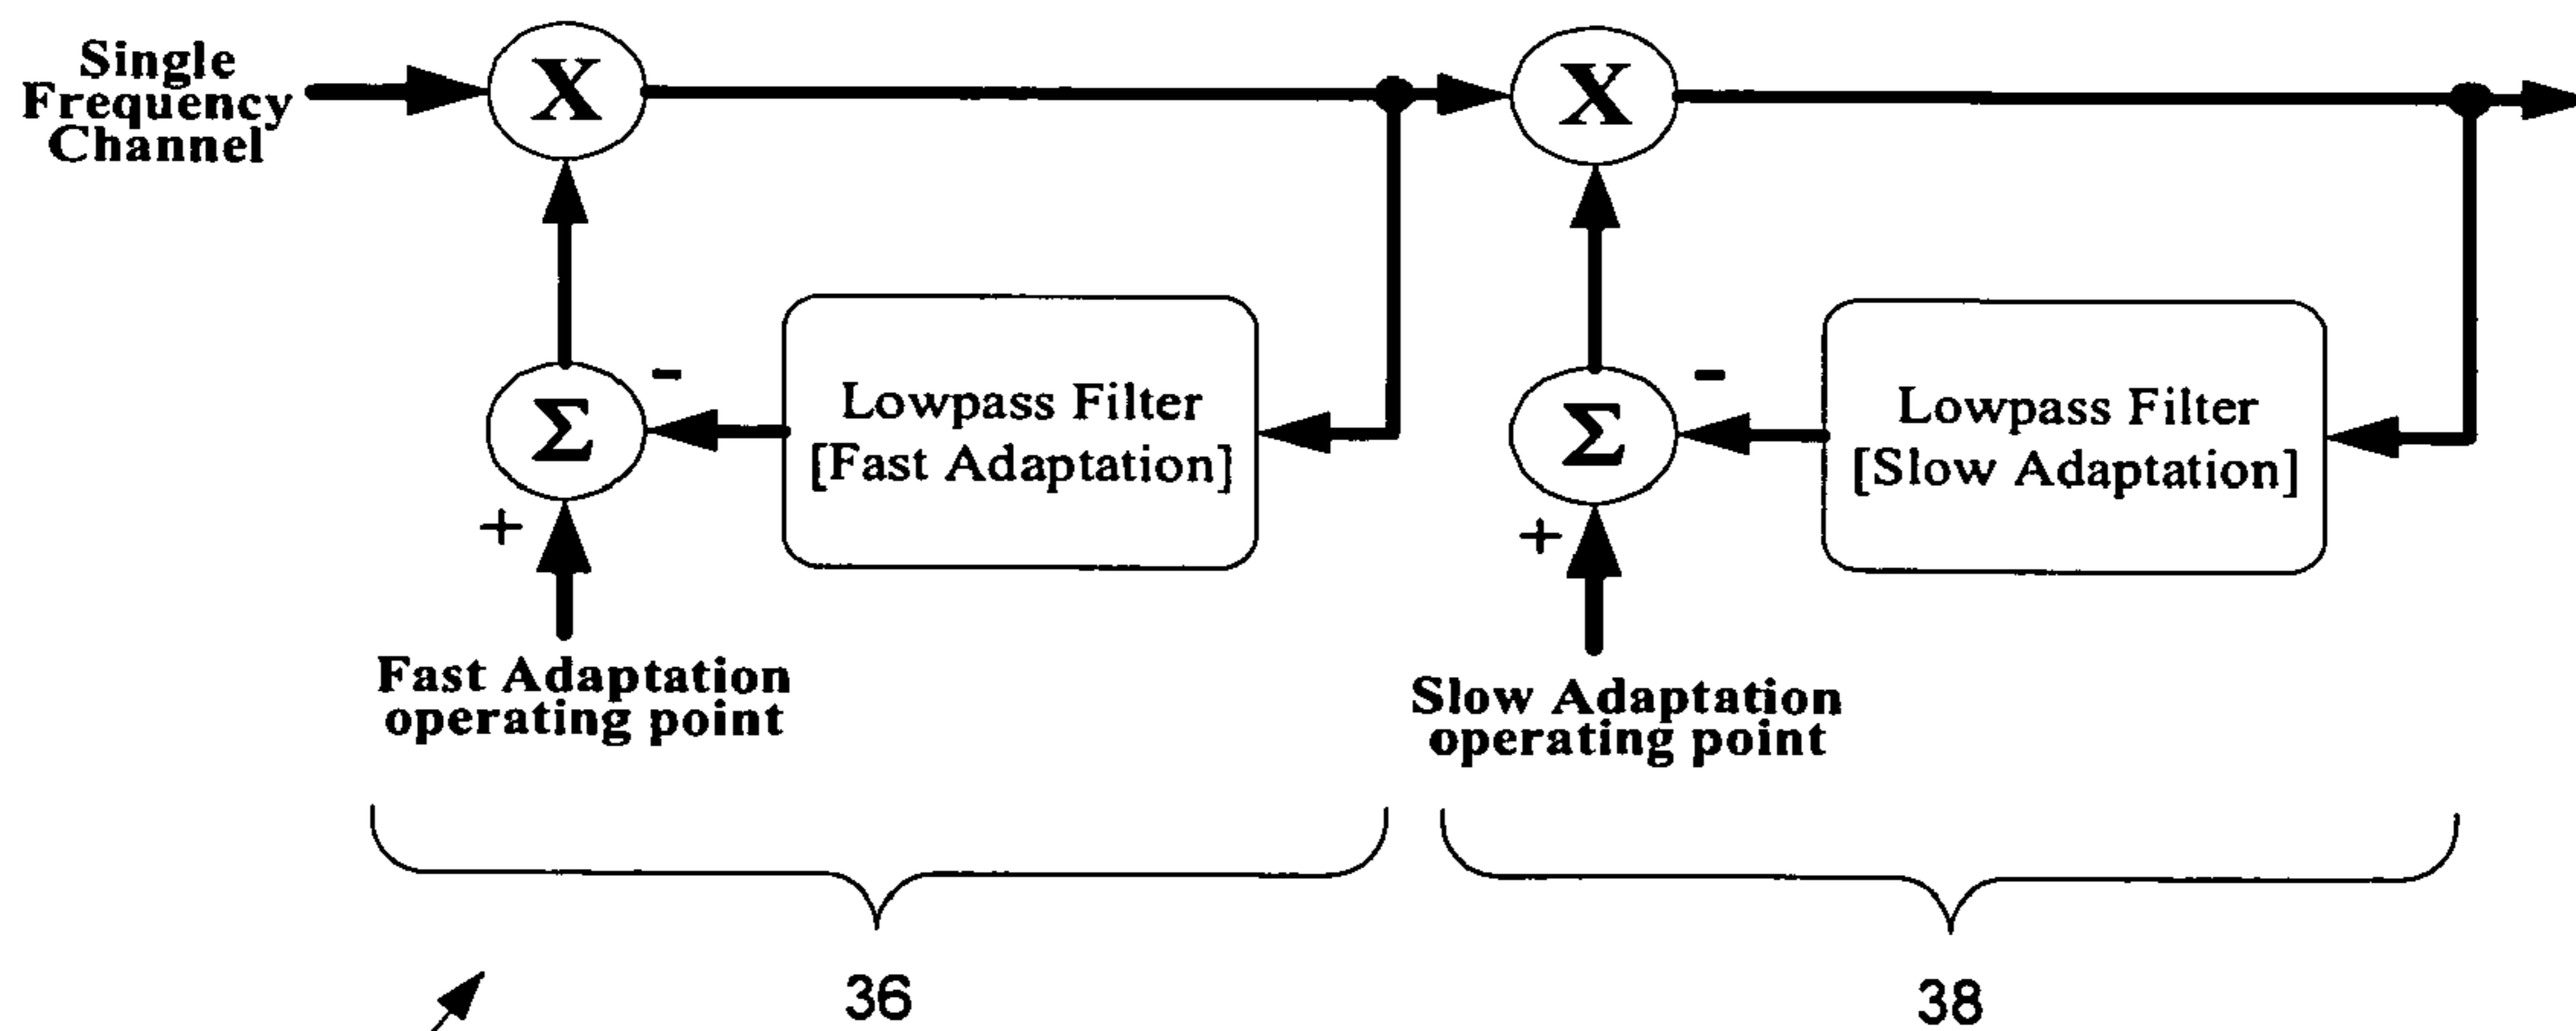 Single
Frequency
Channel
X
X
Σ
-
+
Lowpass Filter
[Fast Adaptation]
Σ
-
+
Lowpass Filter
[Slow Adaptation]
Fast Adaptation
operating point
Slow Adaptation
operating point
36
38